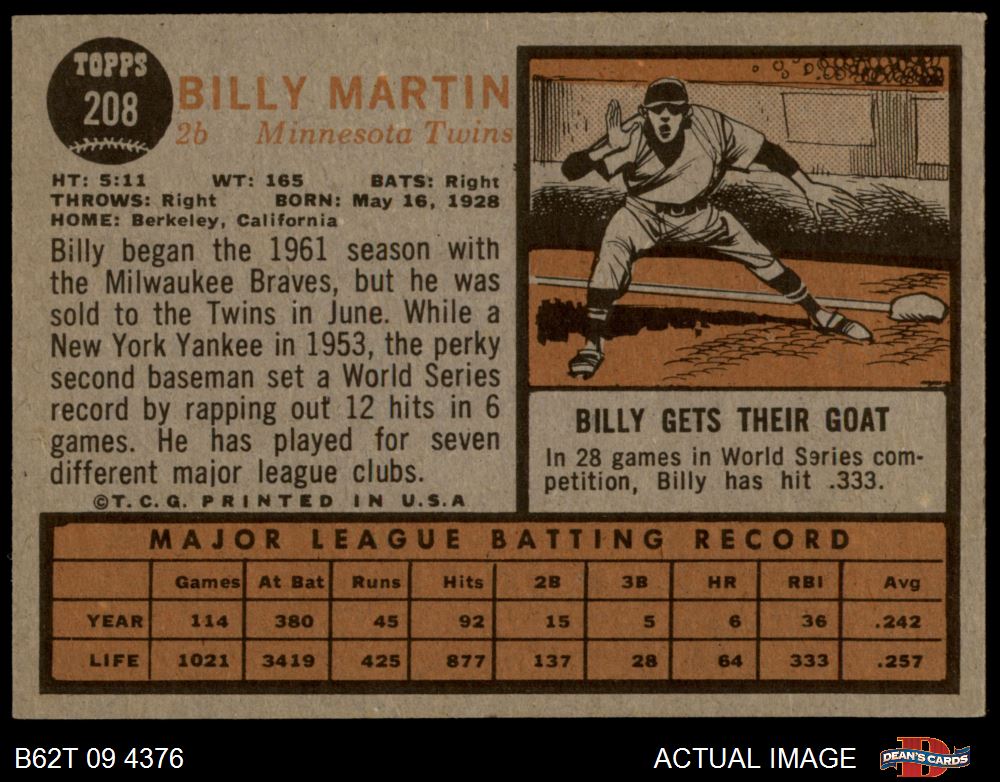 TOPPS
208
BILLY MARTIN
2b Minnesota Twins
HT: 5:11 WT: 165 BATS: Right
THROWS: Right BORN: May 16, 1928
HOME: Berkeley, California
Billy began the 1961 season with
the Milwaukee Braves, but he was
sold to the Twins in June. While a
New York Yankee in 1953, the perky
second baseman set a World Series
record by rapping out 12 hits in 6
games. He has played for seven
different major league clubs.
©T.C.G. PRINTED IN U.S.A
BILLY GETS THEIR GOAT
In 28 games in World Series com-
petition, Billy has hit .333.
MAJOR LEAGUE BATTING RECORD
Games At Bat Runs Hits 2B 3B HR RBI Avg
YEAR 114 380 45 92 15 5 6 36 .242
LIFE 1021 3419 425 877 137 28 64 333 .257
B62T 09 4376 ACTUAL IMAGE
DEAN'S CARDS